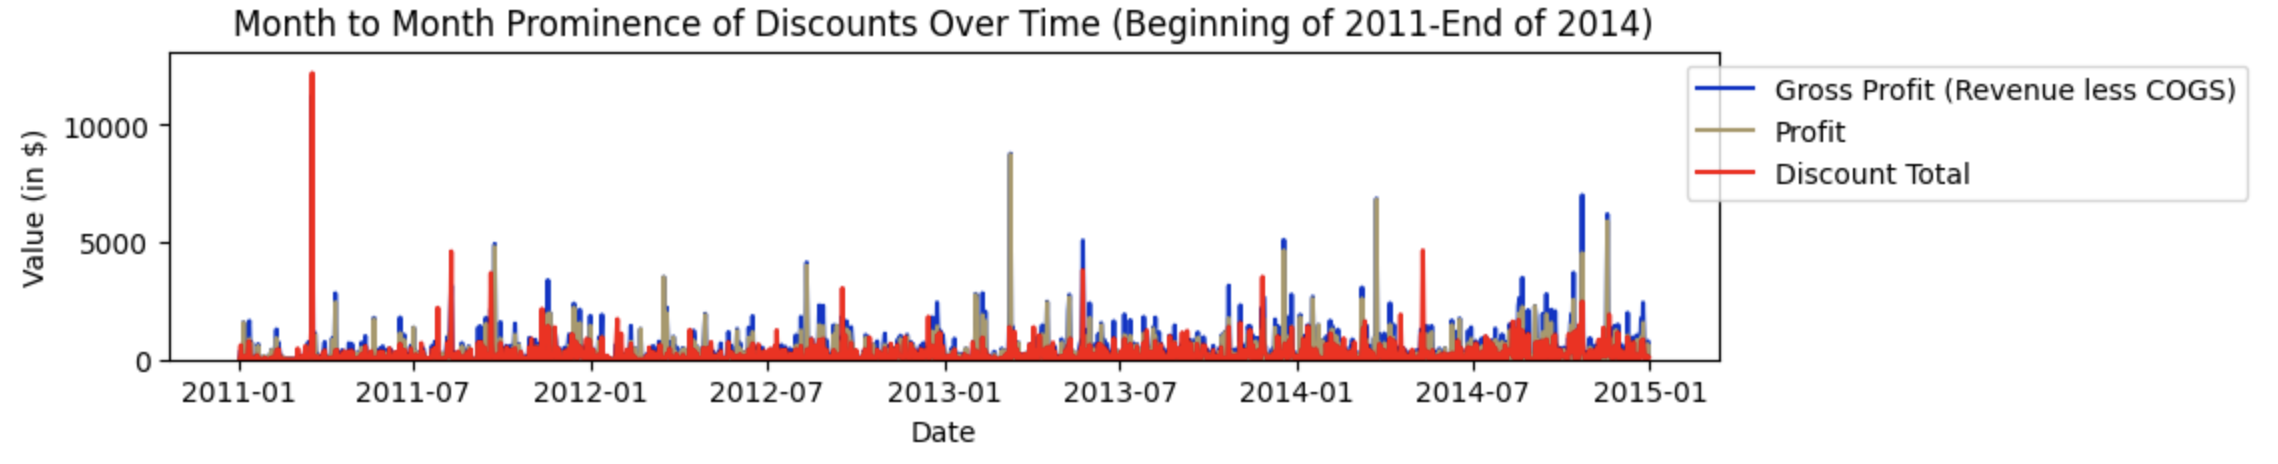 Month to Month Prominence of Discounts Over Time (Beginning of 2011-End of 2014)
Gross Profit (Revenue less COGS)
Profit
Discount Total
Value (in $)
10000
5000
0
2011-01 2011-07 2012-01 2012-07 2013-01 2013-07 2014-01 2014-07 2015-01
Date